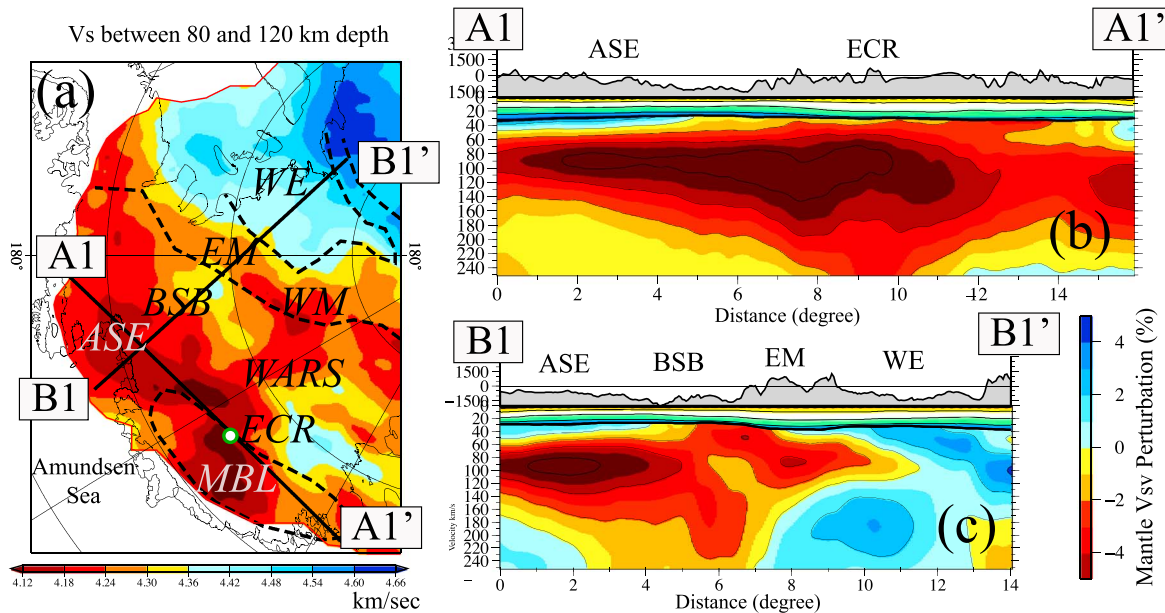 Vs between 80 and 120 km depth
(a)
B1'
WE
180°
180°
A1
EM
BSB
WM
ASE
WARS
B1
ECR
MBL
Amundsen
Sea
A1'
4.12 4.18 4.24 4.30 4.36 4.42 4.48 4.54 4.60 4.66
km/sec
A1
A1'
ASE
ECR
1500
0
1500
0
20
40
60
80
100
120
140
160
180
200
220
240
(b)
0 2 4 6 8 10 -12 14
Distance (degree)
B1
B1'
ASE
BSB
EM
WE
1500
0
−1500
0
20
40
60
80
100
120
140
160
180
200
220
240
Velocity km/s
(c)
0 2 4 6 8 10 12 14
Distance (degree)
4
2
0
−2
−4
Mantle Vsv Perturbation (%)